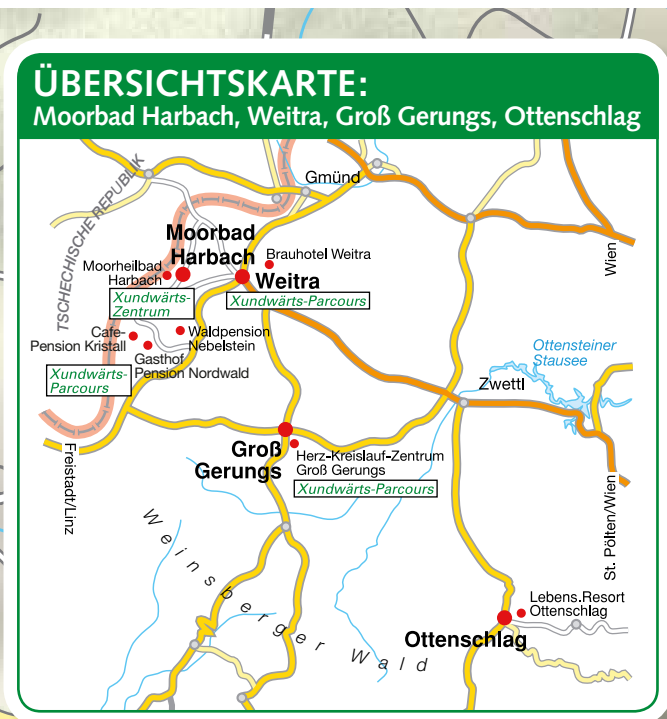 ÜBERSICHTSKARTE:
Moorbad Harbach, Weitra, Groß Gerungs, Ottenschlag
TSCHECHISCHE REPUBLIK
Gmünd
Moorbad
Harbach
Moorheilbad
Harbach
Xundwärts-
Zentrum
Brauhotel Weitra
Weitra
Xundwärts-Parcours
Wien
Cafe-
Pension Kristall
Waldpension
Nebelstein
Gasthof
Pension Nordwald
Xundwärts-
Parcours
Ottensteiner
Stausee
Zwettl
Groß
Gerungs
Herz-Kreislauf-Zentrum
Groß Gerungs
Xundwärts-Parcours
Freistadt/Linz
St. Pölten/Wien
Weinsberger Wald
Lebens.Resort
Ottenschlag
Ottenschlag